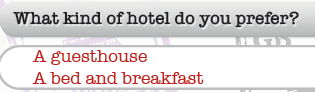 What kind of hotel do you prefer?
A guesthouse
A bed and breakfast